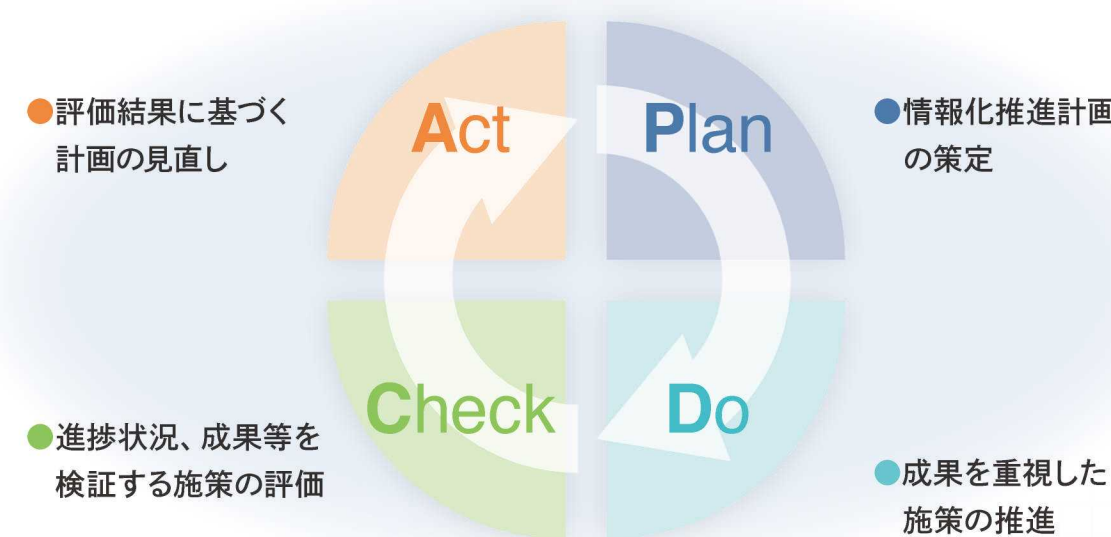 ●評価結果に基づく
計画の見直し
Act
Plan
●情報化推進計画
の策定
●進捗状況、成果等を
検証する施策の評価
Check
Do
●成果を重視した
施策の推進